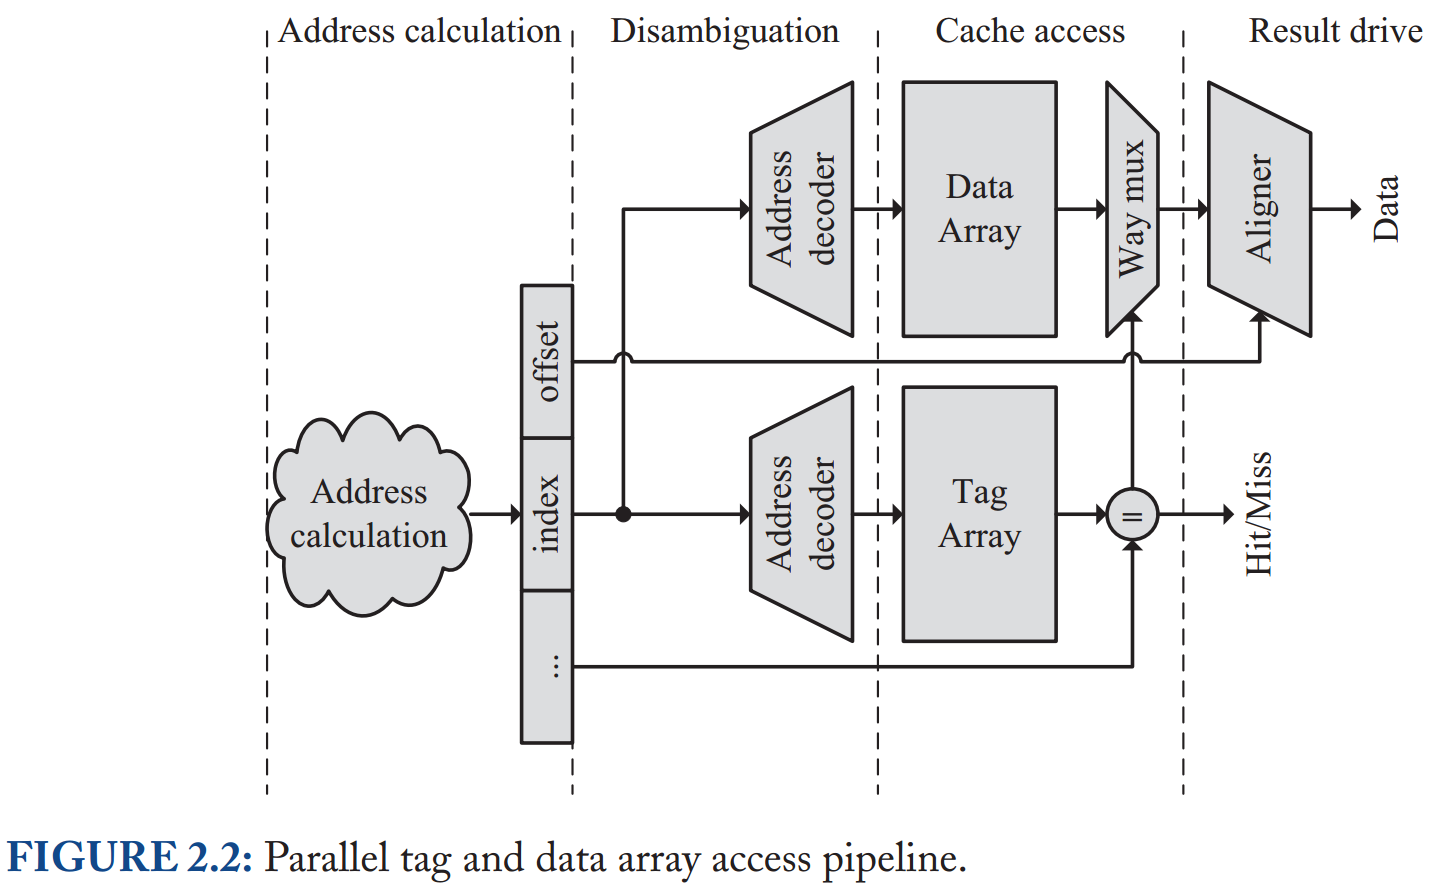 Address calculation
Disambiguation
Cache access
Result drive
Address
decoder
Data
Array
Way mux
Aligner
Data
offset
index
...
Address
calculation
Address
decoder
Tag
Array
=
Hit/Miss
FIGURE 2.2: Parallel tag and data array access pipeline.